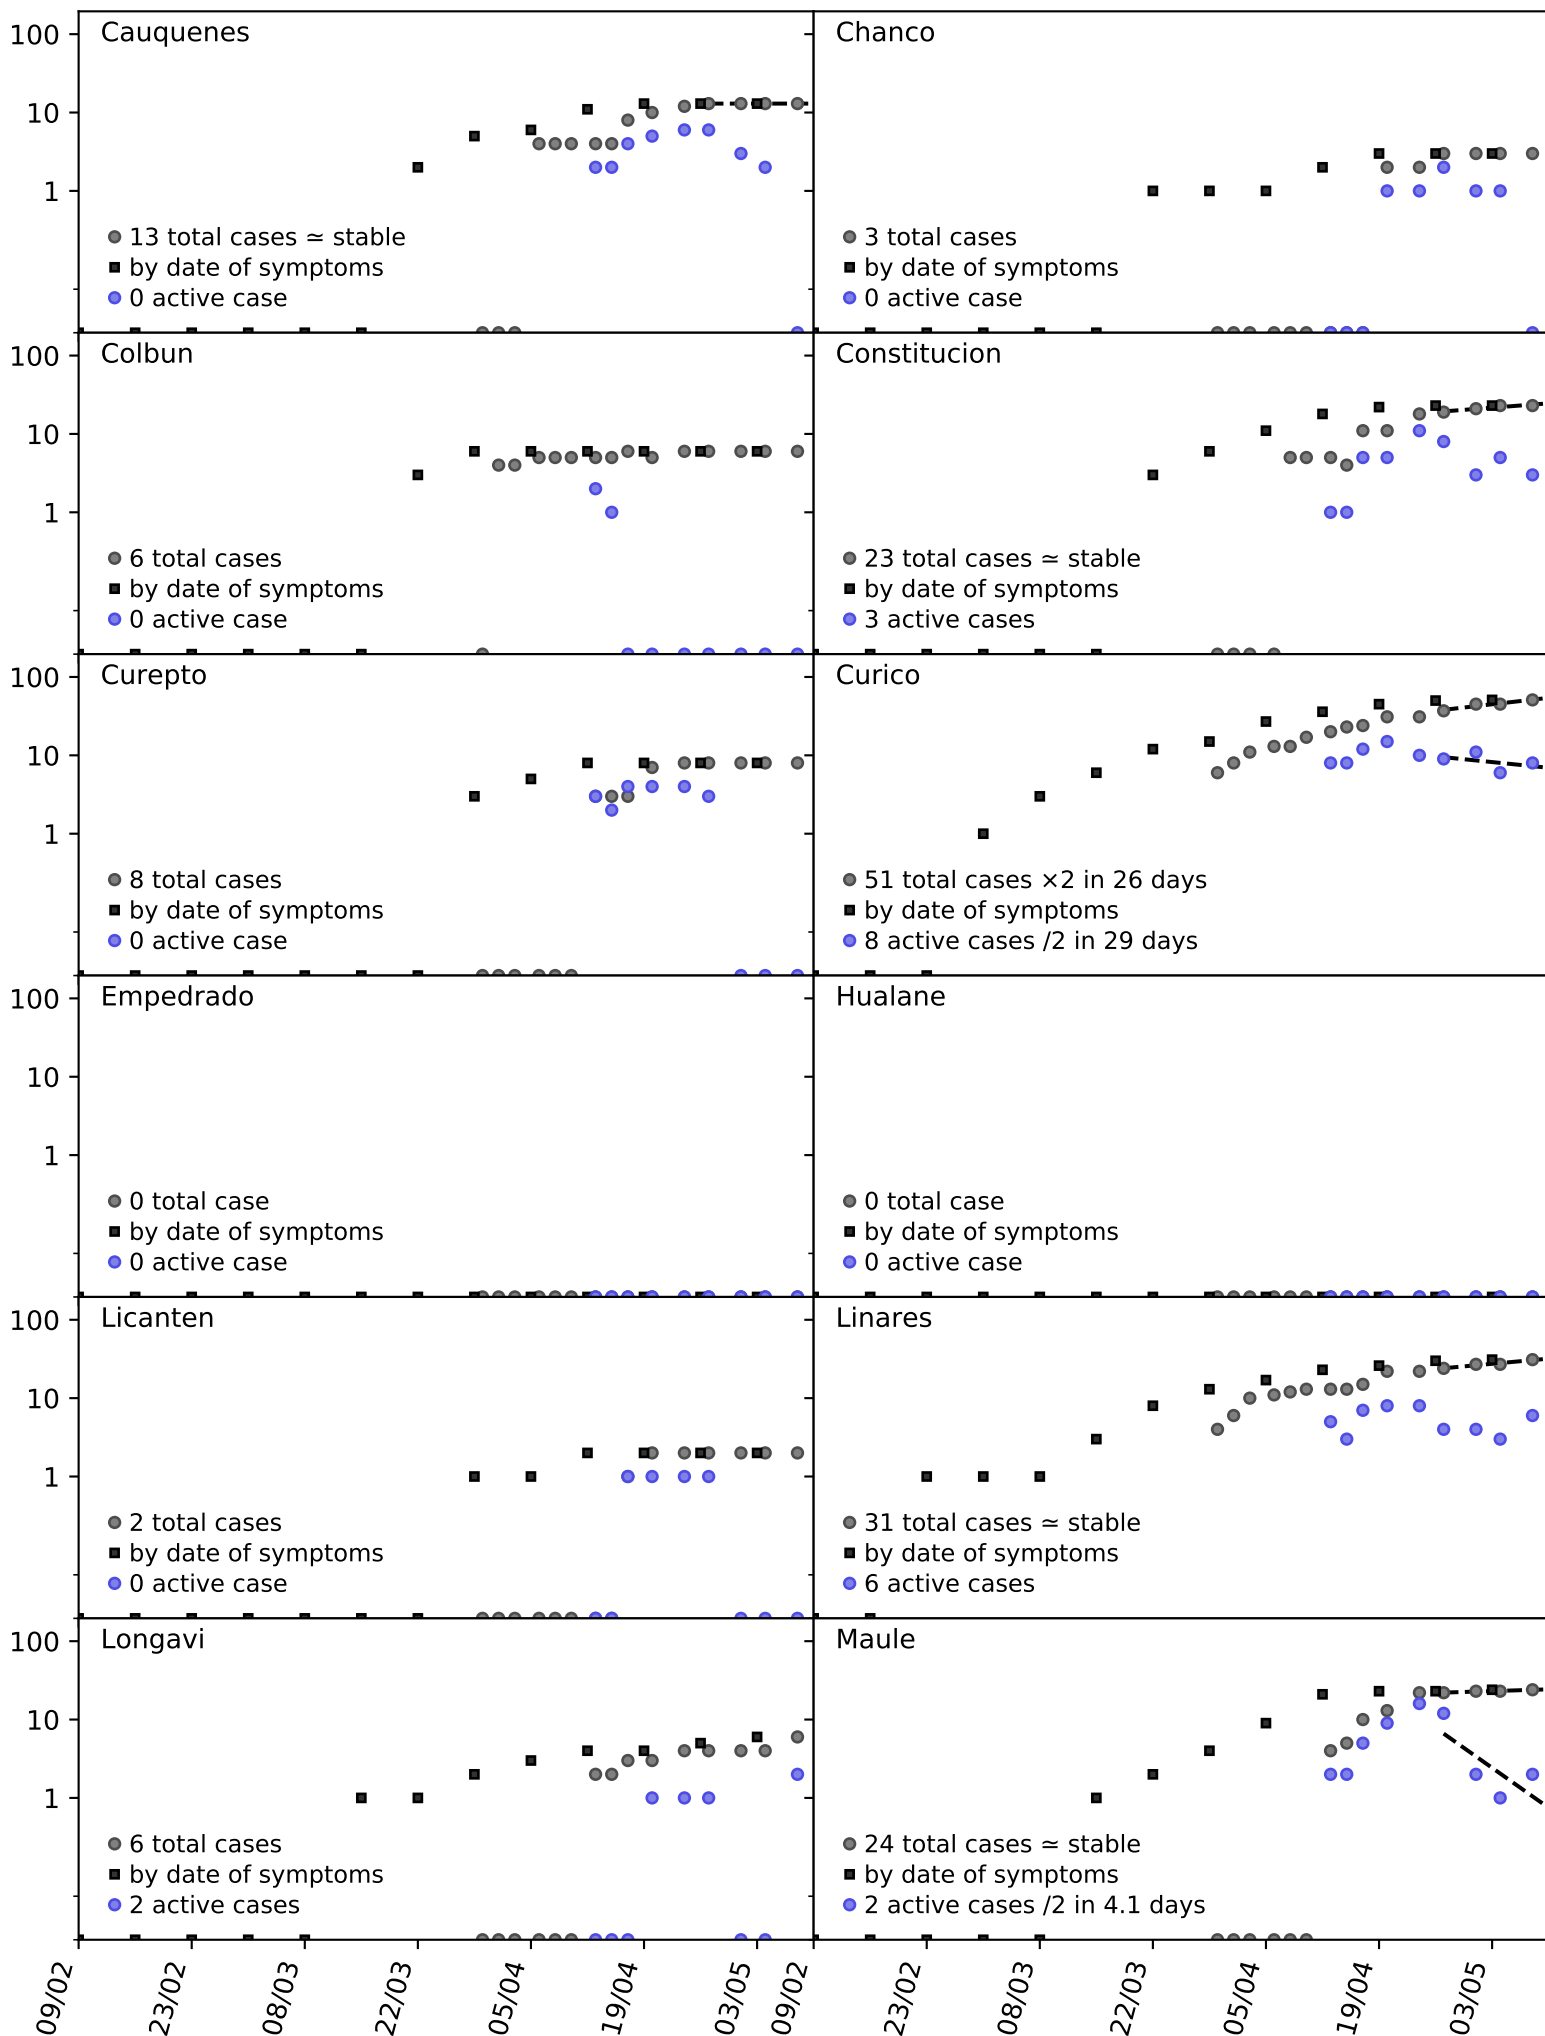 Cauquenes
100
10
1
13 total cases ≃ stable
by date of symptoms
0 active case
Chanco
3 total cases
by date of symptoms
0 active case
Colbun
100
10
1
6 total cases
by date of symptoms
0 active case
Constitucion
23 total cases ≃ stable
by date of symptoms
3 active cases
Curepto
100
10
1
8 total cases
by date of symptoms
0 active case
Curico
51 total cases ×2 in 26 days
by date of symptoms
8 active cases /2 in 29 days
Empedrado
100
10
1
0 total case
by date of symptoms
0 active case
Hualane
0 total case
by date of symptoms
0 active case
Licanten
100
10
1
2 total cases
by date of symptoms
0 active case
Linares
31 total cases ≃ stable
by date of symptoms
6 active cases
Longavi
100
10
1
6 total cases
by date of symptoms
2 active cases
Maule
24 total cases ≃ stable
by date of symptoms
2 active cases /2 in 4.1 days
09/02
23/02
08/03
22/03
05/04
19/04
03/05
09/02
23/02
08/03
22/03
05/04
19/04
03/05